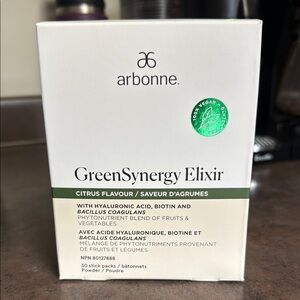 arbonne.
100% VEGAN
GreenSynergy Elixir
CITRUS FLAVOUR / SAVEUR D'AGRUMES
WITH HYALURONIC ACID, BIOTIN AND
BACILLUS COAGULANS
PHYTONUTRIENT BLEND OF FRUITS &
VEGETABLES
AVEC ACIDE HYALURONIQUE, BIOTINE ET
BACILLUS COAGULANS
MÉLANGE DE PHYTONUTRIMENTS PROVENANT
DE FRUITS ET LÉGUMES
NPN 80127888
30 stick packs / bâtonnets
Powder / Poudre